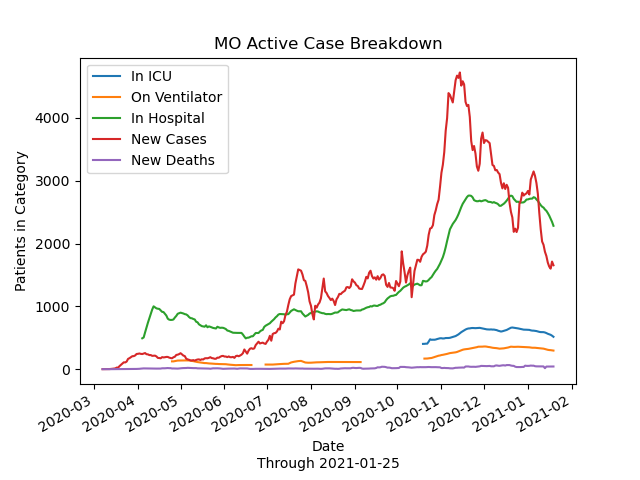 MO Active Case Breakdown
In ICU
On Ventilator
In Hospital
New Cases
New Deaths
Patients in Category
4000
3000
2000
1000
0
2020-03
2020-04
2020-05
2020-06
2020-07
2020-08
2020-09
2020-10
2020-11
2020-12
2021-01
2021-02
Date
Through 2021-01-25